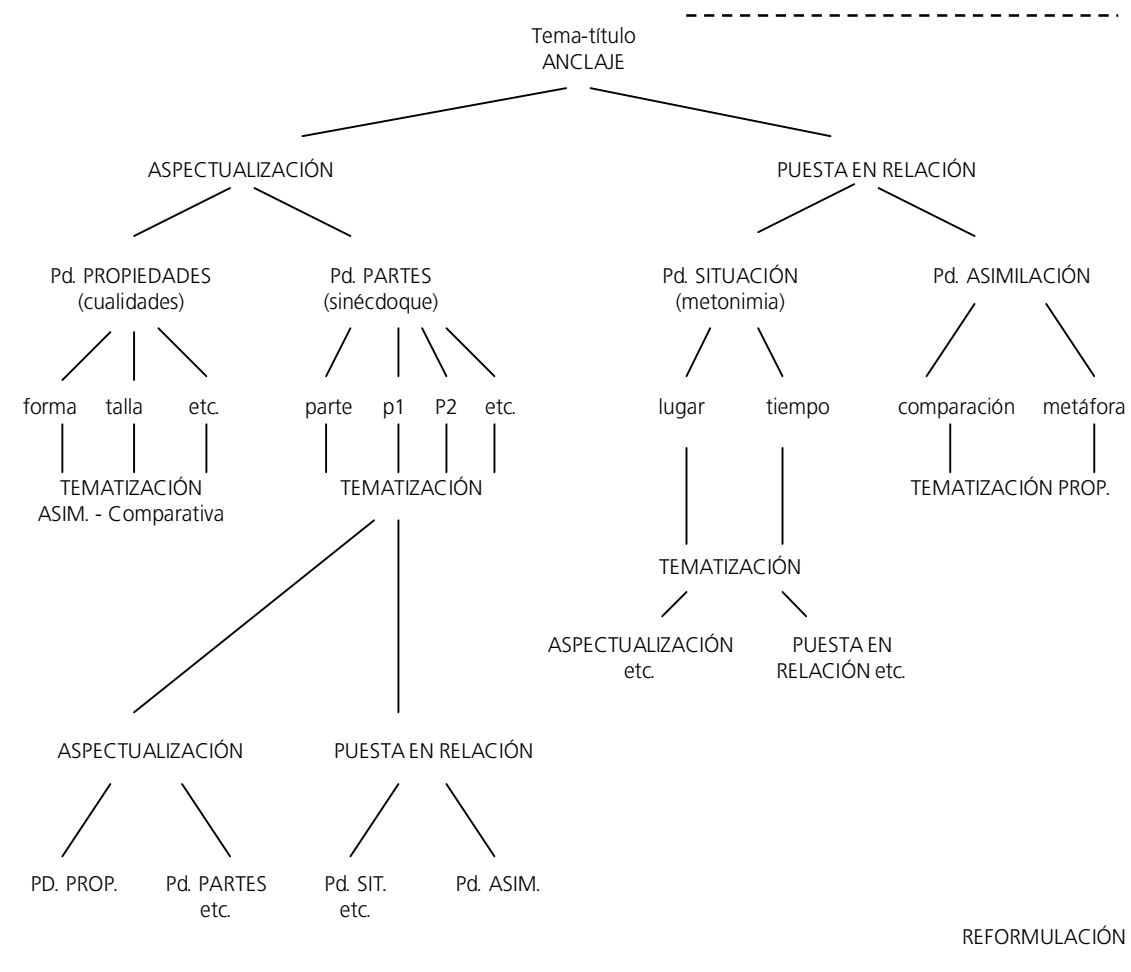 Tema-título
ANCLAJE
ASPECTUALIZACIÓN
PUESTA EN RELACIÓN
Pd. PROPIEDADES
(cualidades)
Pd. PARTES
(sinécdoque)
Pd. SITUACIÓN
(metonimia)
Pd. ASIMILACIÓN
forma talla etc.
parte p1 P2 etc.
lugar tiempo
comparación metáfora
TEMATIZACIÓN
ASIM. - Comparativa
TEMATIZACIÓN
TEMATIZACIÓN PROP.
TEMATIZACIÓN
ASPECTUALIZACIÓN
etc.
PUESTA EN
RELACIÓN etc.
ASPECTUALIZACIÓN
PUESTA EN RELACIÓN
PD. PROP.
Pd. PARTES
etc.
Pd. SIT.
etc.
Pd. ASIM.
REFORMULACIÓN